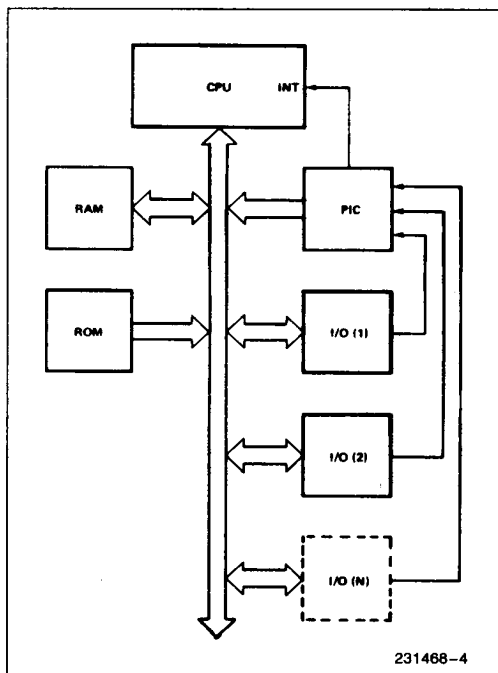 CPU INT
RAM
PIC
ROM
I/O (1)
I/O (2)
I/O (N)
231468-4